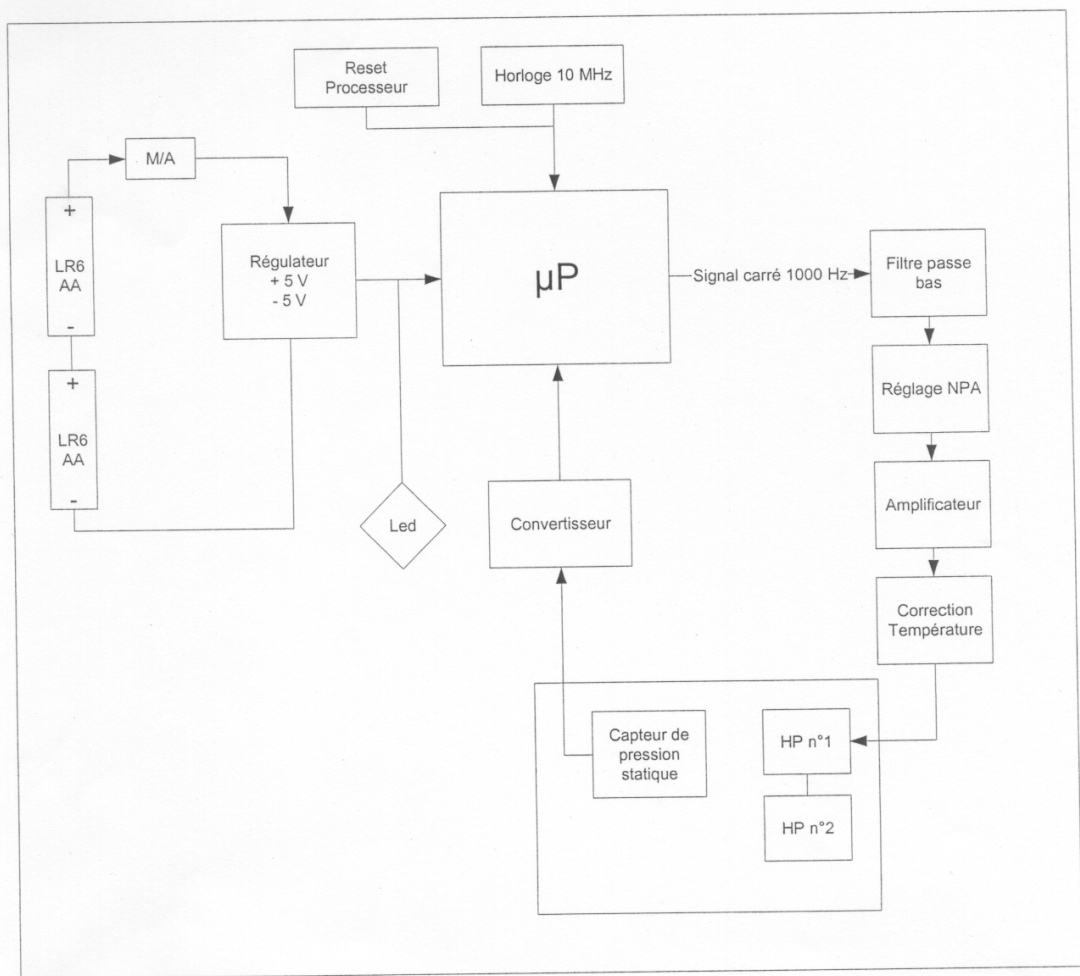 Reset
Processeur
Horloge 10 MHz
M/A
+
LR6
AA
-
+
LR6
AA
-
Régulateur
+ 5 V
- 5 V
µP
Signal carré 1000 Hz
Filtre passe
bas
Réglage NPA
Amplificateur
Correction
Température
Led
Convertisseur
Capteur de
pression
statique
HP n°1
HP n°2